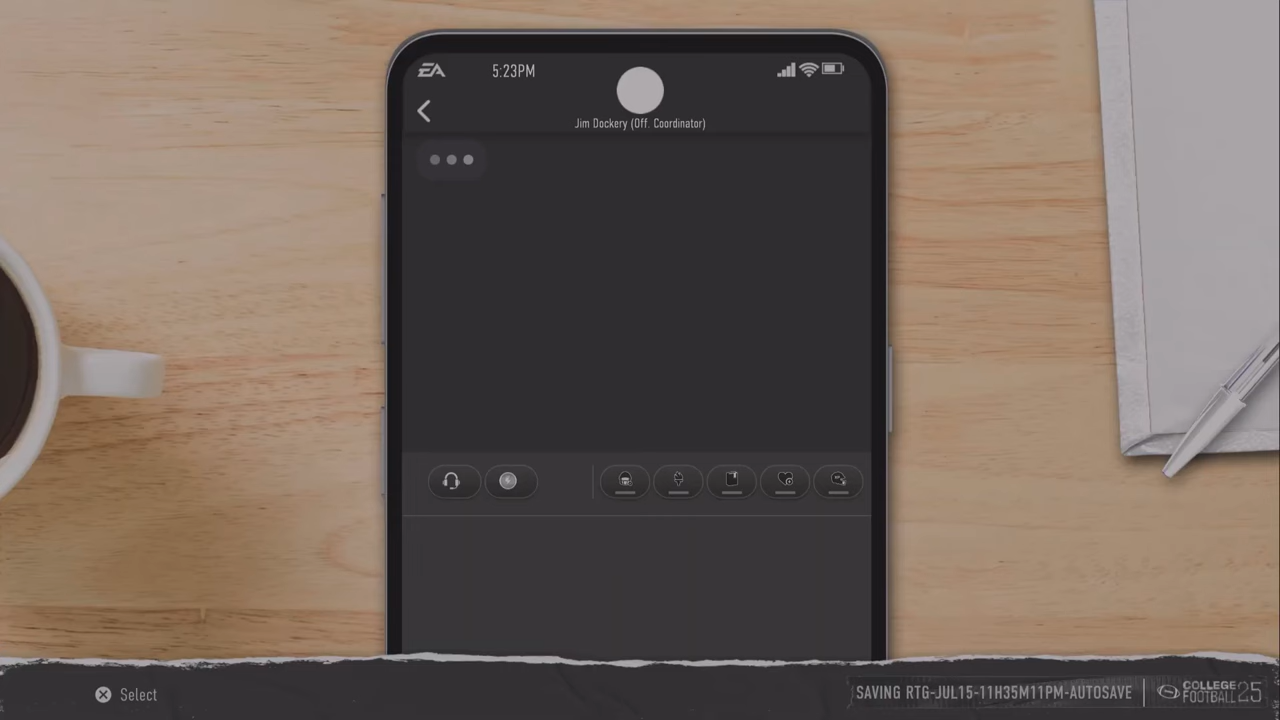 EA
5:23PM
Jim Dockery (Off. Coordinator)
Select
SAVING RTG-JUL15-11H35M11PM-AUTOSAVE
COLLEGE
FOOTBALL 25